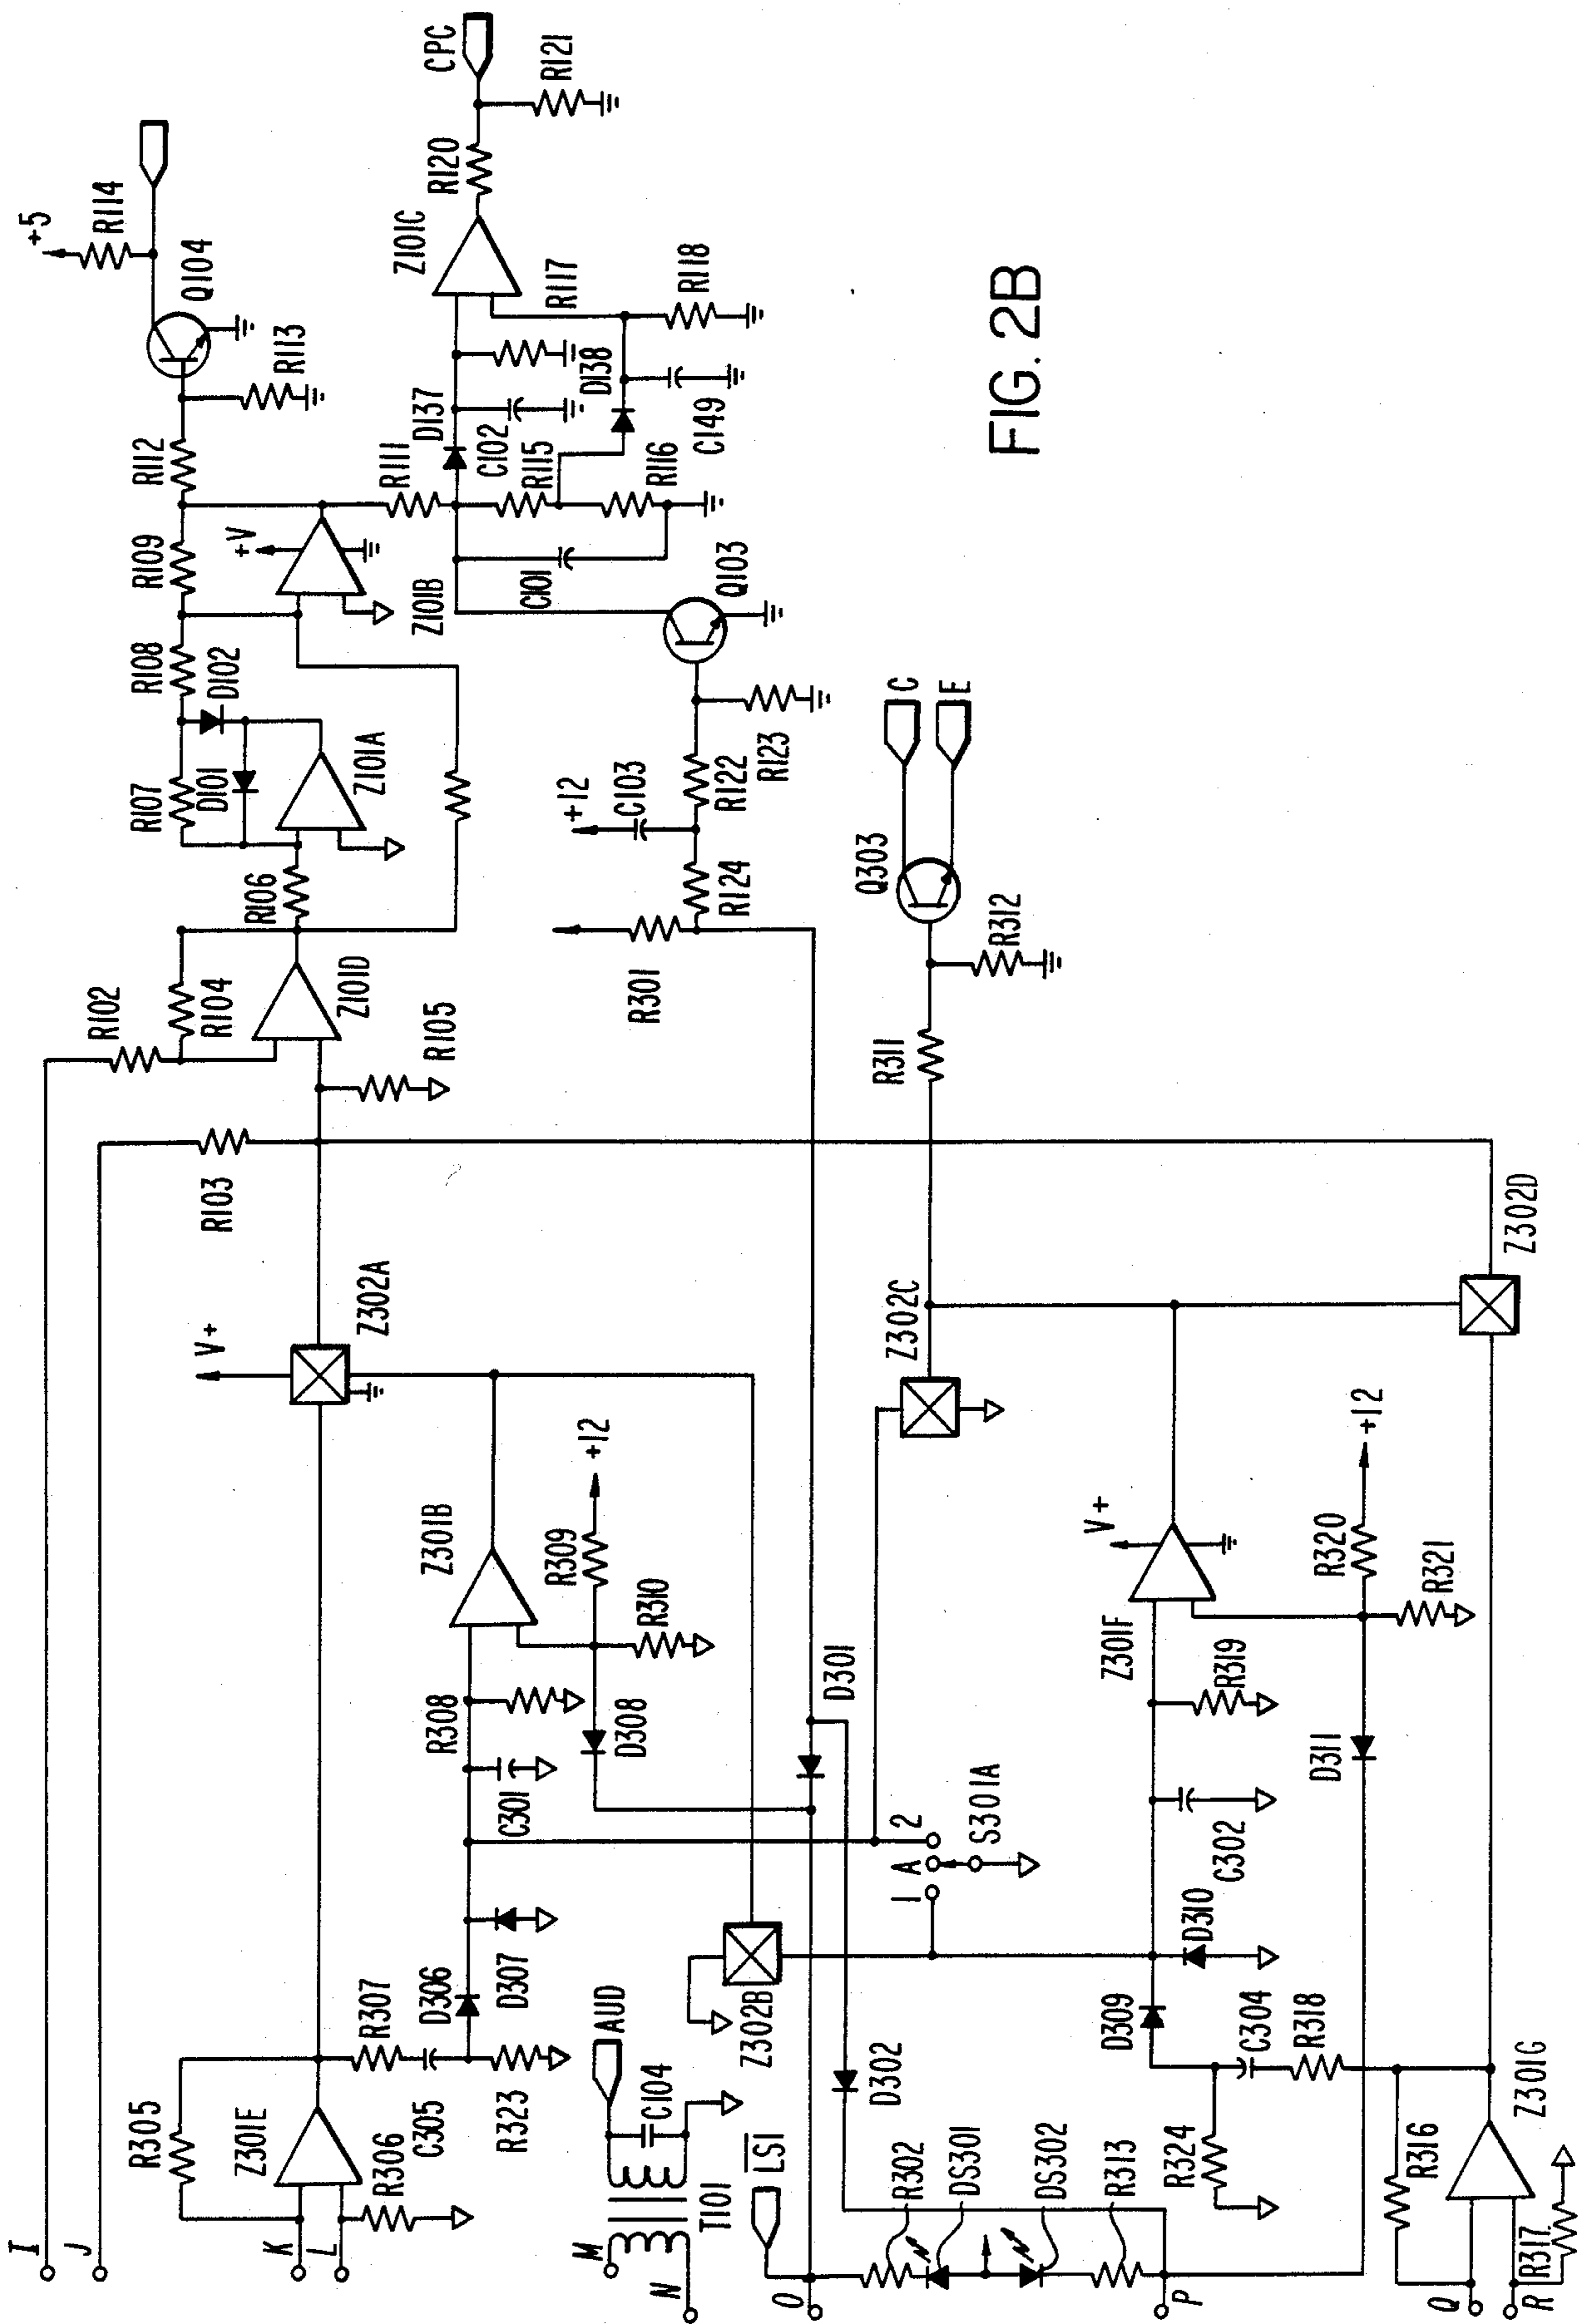 +5
R114
Q104
R113
R112
R109
+V
Z101B
R108
D102
R107
D101
Z101A
R106
R102
R104
Z101D
R105
R103
R111
D137
C102
R115
D138
R116
C149
C101
Z101C
R117
R118
R120
CPC
R121
Q103
+12
C103
R122
R123
R124
R301
Q303
C
E
R312
R311
Z302C
Z302D
V+
Z302A
Z301B
R309
+12
R310
R308
D308
C301
D301
D306
D307
R307
C305
R323
R305
Z301E
R306
I
J
K
L
M
N
T101
C104
AUD
Z302B
LSI
O
D302
R302
DS301
DS302
R313
P
1
A
2
S301A
V+
Z301F
R319
C302
D310
D309
C304
R318
R324
D311
R320
+12
R321
R316
Z301G
R317
Q
R
FIG. 2B